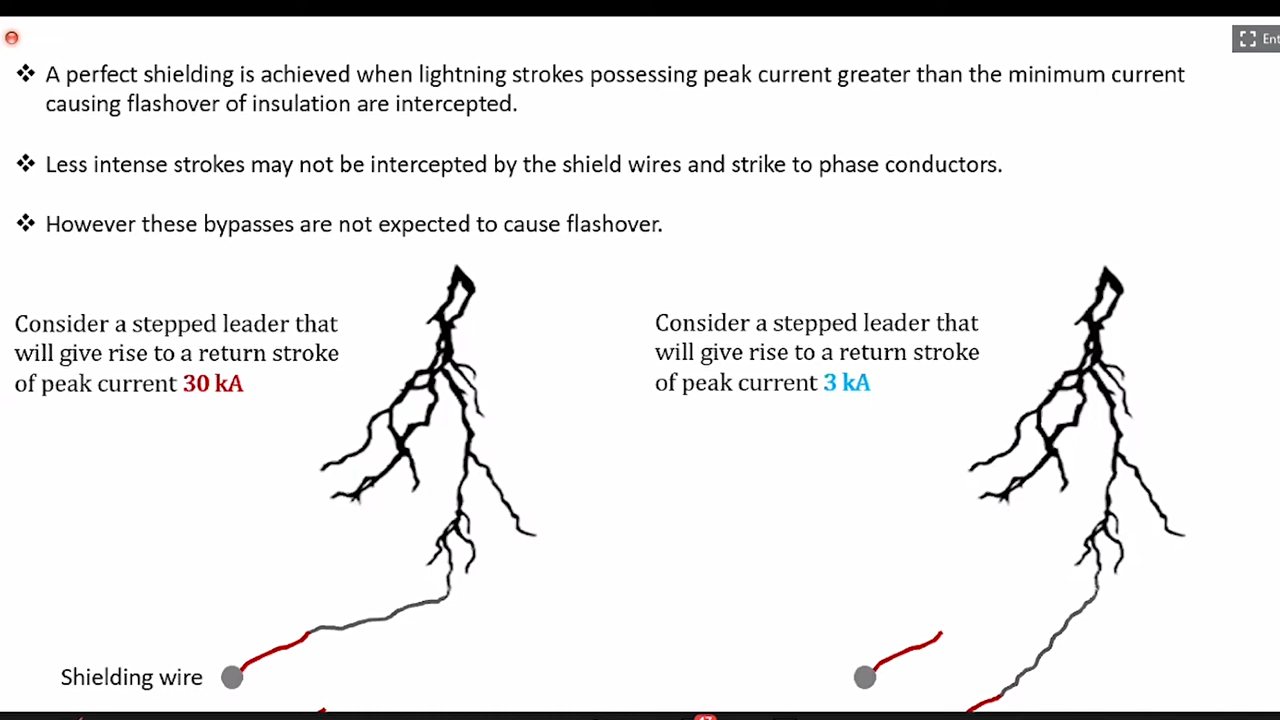 Ent
❖ A perfect shielding is achieved when lightning strokes possessing peak current greater than the minimum current
causing flashover of insulation are intercepted.
❖ Less intense strokes may not be intercepted by the shield wires and strike to phase conductors.
❖ However these bypasses are not expected to cause flashover.
Consider a stepped leader that
will give rise to a return stroke
of peak current 30 kA
Consider a stepped leader that
will give rise to a return stroke
of peak current 3 kA
Shielding wire